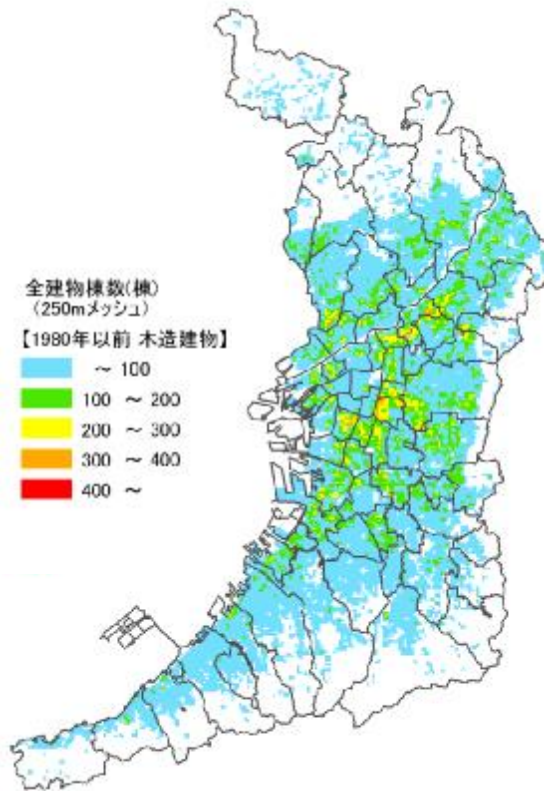 全建物棟数(棟)
(250mメッシュ)
【1980年以前 木造建物】
～ 100
100 ～ 200
200 ～ 300
300 ～ 400
400 ～